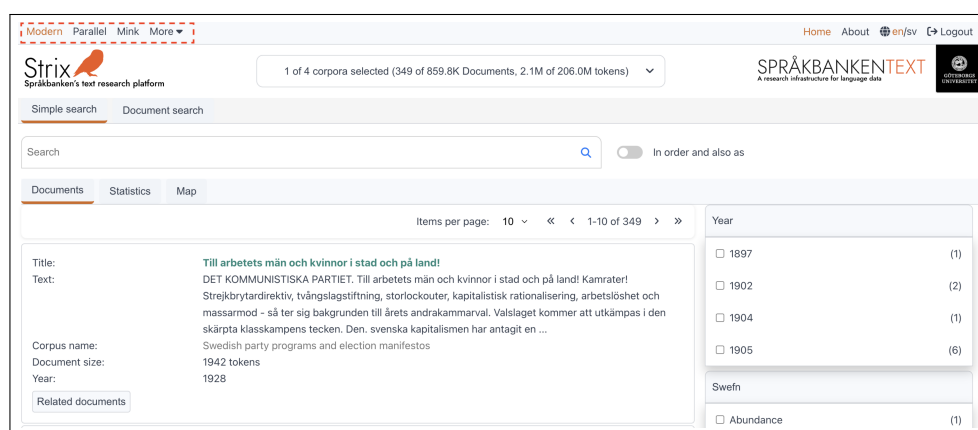 Modern Parallel Mink More
Home About en/sv Logout
Strix
Språkbanken's text research platform
1 of 4 corpora selected (349 of 859.8K Documents, 2.1M of 206.0M tokens)
SPRÅKBANKENTEXT
A research infrastructure for language data
GÖTEBORGS
UNIVERSITET
Simple search Document search
Search
In order and also as
Documents Statistics Map
Items per page: 10 « ‹ 1-10 of 349 › »
Year
1897 (1)
1902 (2)
1904 (1)
1905 (6)
Swefn
Abundance (1)
Title: Till arbetets män och kvinnor i stad och på land!
Text: DET KOMMUNISTISKA PARTIET. Till arbetets män och kvinnor i stad och på land! Kamrater!
Strejkbrytardirektiv, tvångslagstiftning, storlockouter, kapitalistisk rationalisering, arbetslöshet och
massarmod - så ter sig bakgrunden till årets andrakammarval. Valslaget kommer att utkämpas i den
skärpta klasskampens tecken. Den. svenska kapitalismen har antagit en ...
Corpus name: Swedish party programs and election manifestos
Document size: 1942 tokens
Year: 1928
Related documents